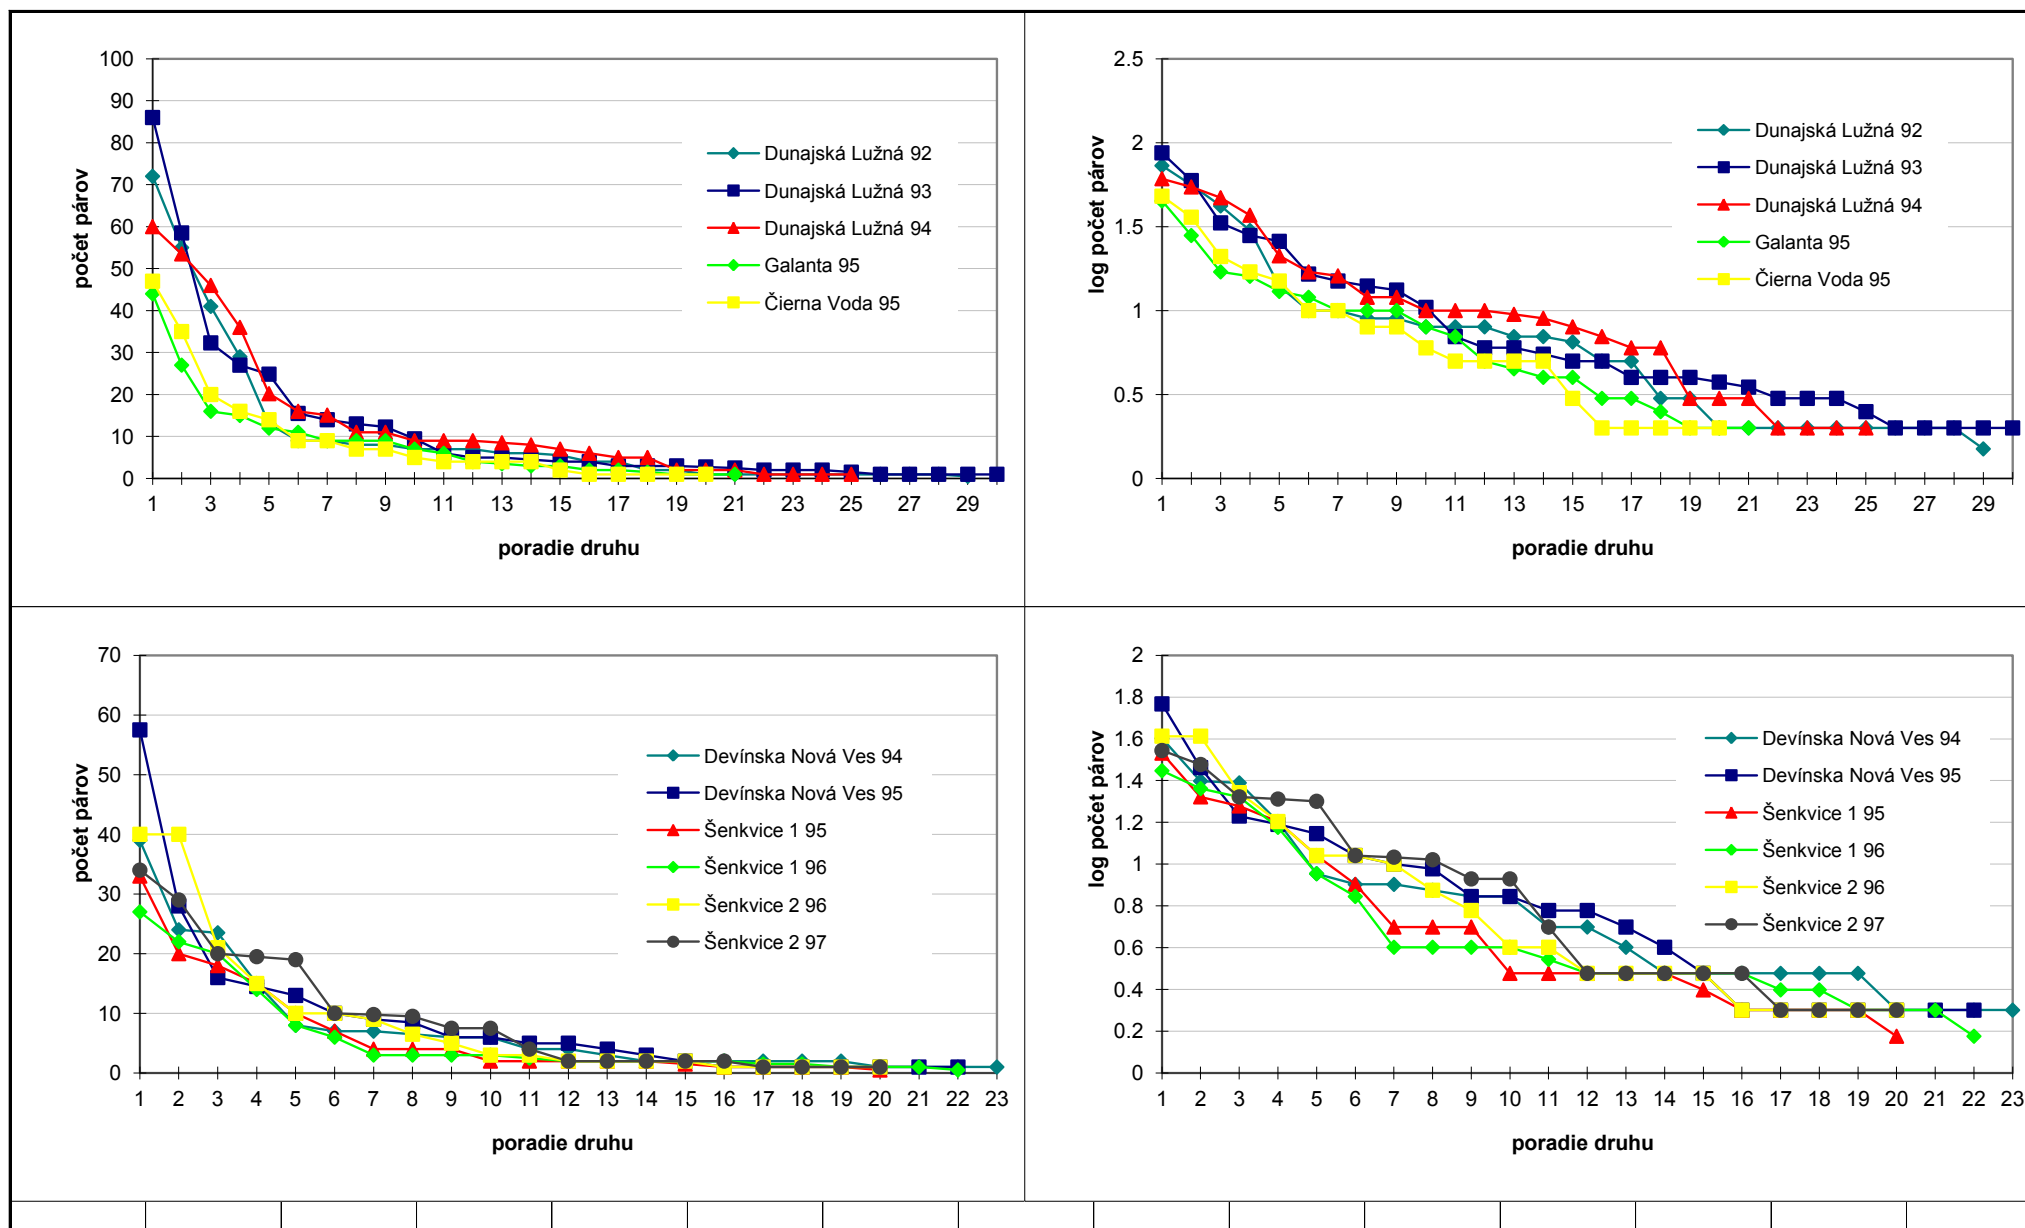 100
90
80
70
60
50
40
30
20
10
0
počet párov
1 3 5 7 9 11 13 15 17 19 21 23 25 27 29
poradie druhu
Dunajská Lužná 92
Dunajská Lužná 93
Dunajská Lužná 94
Galanta 95
Čierna Voda 95
2.5
2
1.5
1
0.5
0
log počet párov
1 3 5 7 9 11 13 15 17 19 21 23 25 27 29
poradie druhu
Dunajská Lužná 92
Dunajská Lužná 93
Dunajská Lužná 94
Galanta 95
Čierna Voda 95
70
60
50
40
30
20
10
0
počet párov
1 2 3 4 5 6 7 8 9 10 11 12 13 14 15 16 17 18 19 20 21 22 23
poradie druhu
Devínska Nová Ves 94
Devínska Nová Ves 95
Šenkvice 1 95
Šenkvice 1 96
Šenkvice 2 96
Šenkvice 2 97
2
1.8
1.6
1.4
1.2
1
0.8
0.6
0.4
0.2
0
log počet párov
1 2 3 4 5 6 7 8 9 10 11 12 13 14 15 16 17 18 19 20 21 22 23
poradie druhu
Devínska Nová Ves 94
Devínska Nová Ves 95
Šenkvice 1 95
Šenkvice 1 96
Šenkvice 2 96
Šenkvice 2 97